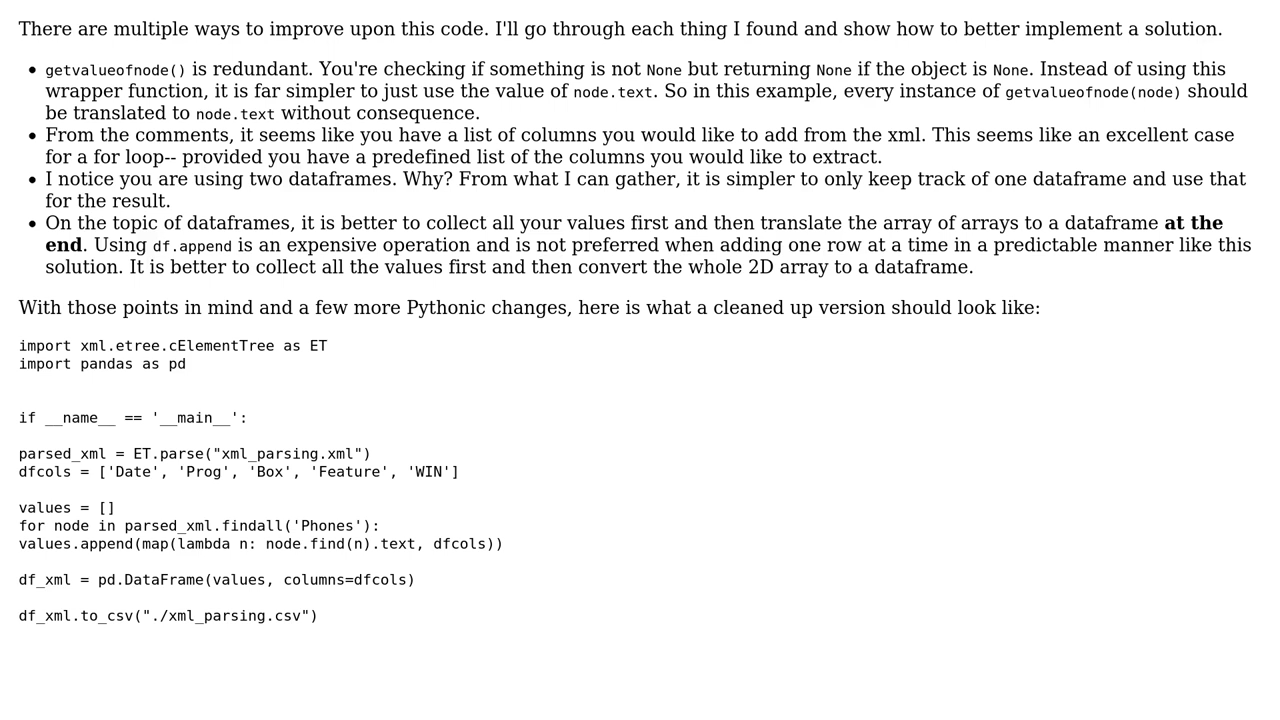 There are multiple ways to improve upon this code. I'll go through each thing I found and show how to better implement a solution.
• getvalueofnode() is redundant. You're checking if something is not None but returning None if the object is None. Instead of using this
wrapper function, it is far simpler to just use the value of node.text. So in this example, every instance of getvalueofnode(node) should
be translated to node.text without consequence.
• From the comments, it seems like you have a list of columns you would like to add from the xml. This seems like an excellent case
for a for loop-- provided you have a predefined list of the columns you would like to extract.
• I notice you are using two dataframes. Why? From what I can gather, it is simpler to only keep track of one dataframe and use that
for the result.
• On the topic of dataframes, it is better to collect all your values first and then translate the array of arrays to a dataframe at the
end. Using df.append is an expensive operation and is not preferred when adding one row at a time in a predictable manner like this
solution. It is better to collect all the values first and then convert the whole 2D array to a dataframe.
With those points in mind and a few more Pythonic changes, here is what a cleaned up version should look like:
import xml.etree.cElementTree as ET
import pandas as pd
if __name__ == '__main__':
parsed_xml = ET.parse("xml_parsing.xml")
dfcols = ['Date', 'Prog', 'Box', 'Feature', 'WIN']
values = []
for node in parsed_xml.findall('Phones'):
values.append(map(lambda n: node.find(n).text, dfcols))
df_xml = pd.DataFrame(values, columns=dfcols)
df_xml.to_csv("./xml_parsing.csv")